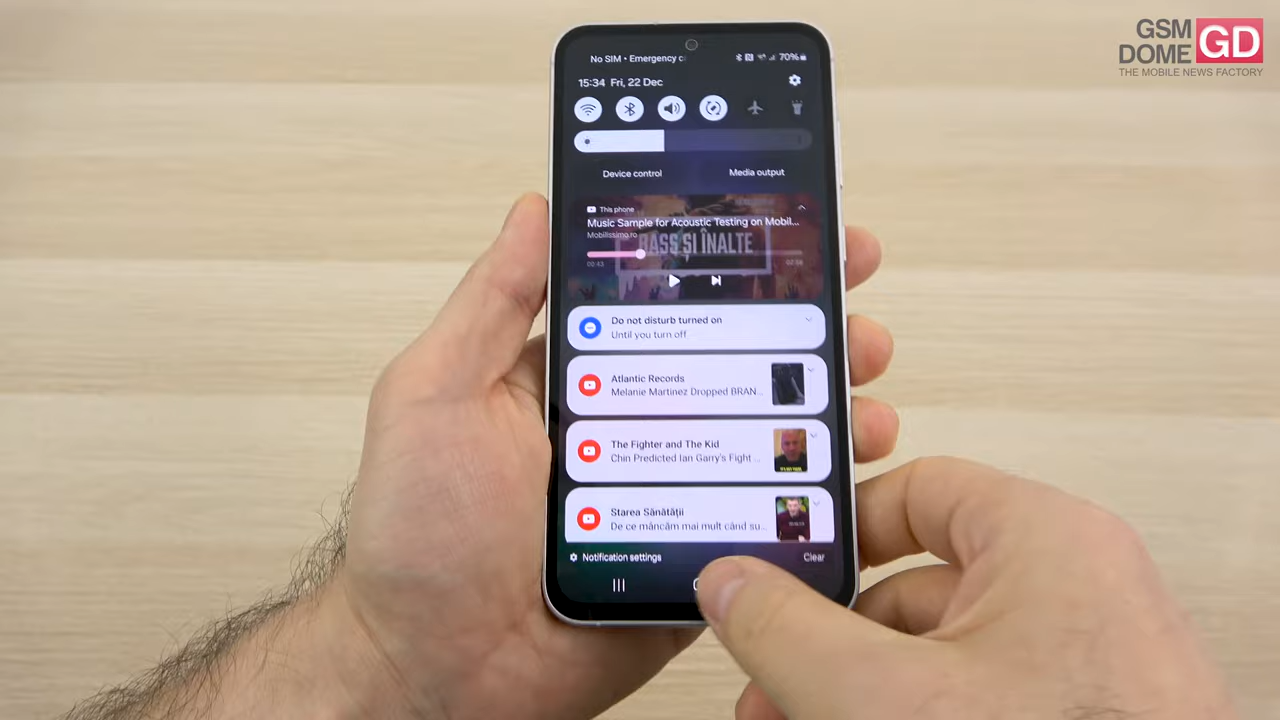 GSM
DOME GD
THE MOBILE NEWS FACTORY
No SIM • Emergency c
70%
15:34 Fri, 22 Dec
Device control
Media output
This phone
Music Sample for Acoustic Testing on Mobil...
Mobilissimo.ro
BASS ȘI ÎNALTE
00:43
02:58
Do not disturb turned on
Until you turn off
Atlantic Records
Melanie Martinez Dropped BRAN...
The Fighter and The Kid
Chin Predicted Ian Garry's Fight ...
Starea Sănătății
De ce mâncăm mai mult când su...
Notification settings
Clear